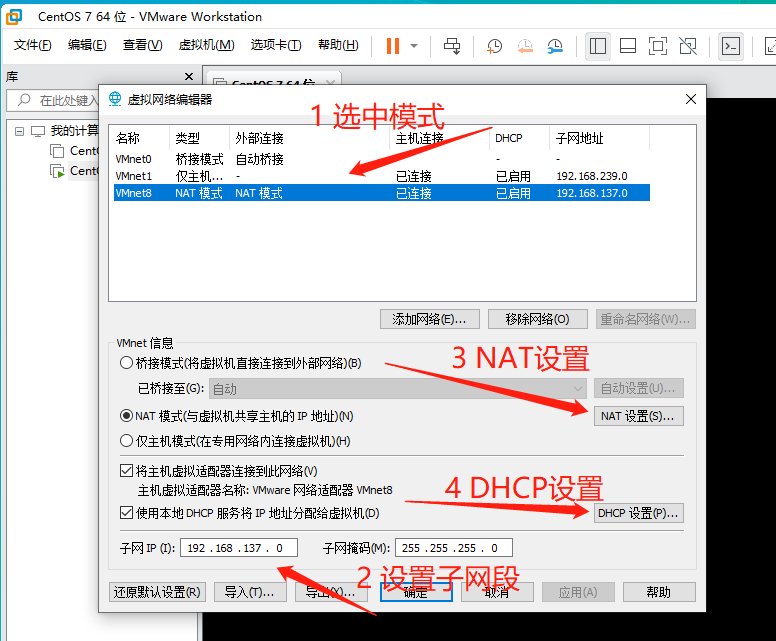 CentOS 7 64 位 - VMware Workstation
文件(F) 编辑(E) 查看(V) 虚拟机(M) 选项卡(T) 帮助(H)
库
CentOS 7 64 位
在此处键入
我的计算
Cent
Cent
虚拟网络编辑器
1 选中模式
名称 类型 外部连接 主机连接 DHCP 子网地址
VMnet0 桥接模式 自动桥接 - -
VMnet1 仅主机... - 已连接 已启用 192.168.239.0
VMnet8 NAT 模式 NAT 模式 已连接 已启用 192.168.137.0
添加网络(E)... 移除网络(O) 重命名网络(W)...
VMnet 信息
3 NAT设置
桥接模式(将虚拟机直接连接到外部网络)(B)
已桥接至(G): 自动 自动设置(U)...
NAT 模式(与虚拟机共享主机的 IP 地址)(N) NAT 设置(S)...
仅主机模式(在专用网络内连接虚拟机)(H)
将主机虚拟适配器连接到此网络(V)
主机虚拟适配器名称: VMware 网络适配器 VMnet8
4 DHCP设置
使用本地 DHCP 服务将 IP 地址分配给虚拟机(D) DHCP 设置(P)...
子网 IP (I): 192 . 168 . 137 . 0 子网掩码(M): 255 . 255 . 255 . 0
2 设置子网段
还原默认设置(R) 导入(T)... 导出(X)... 确定 取消 应用(A) 帮助